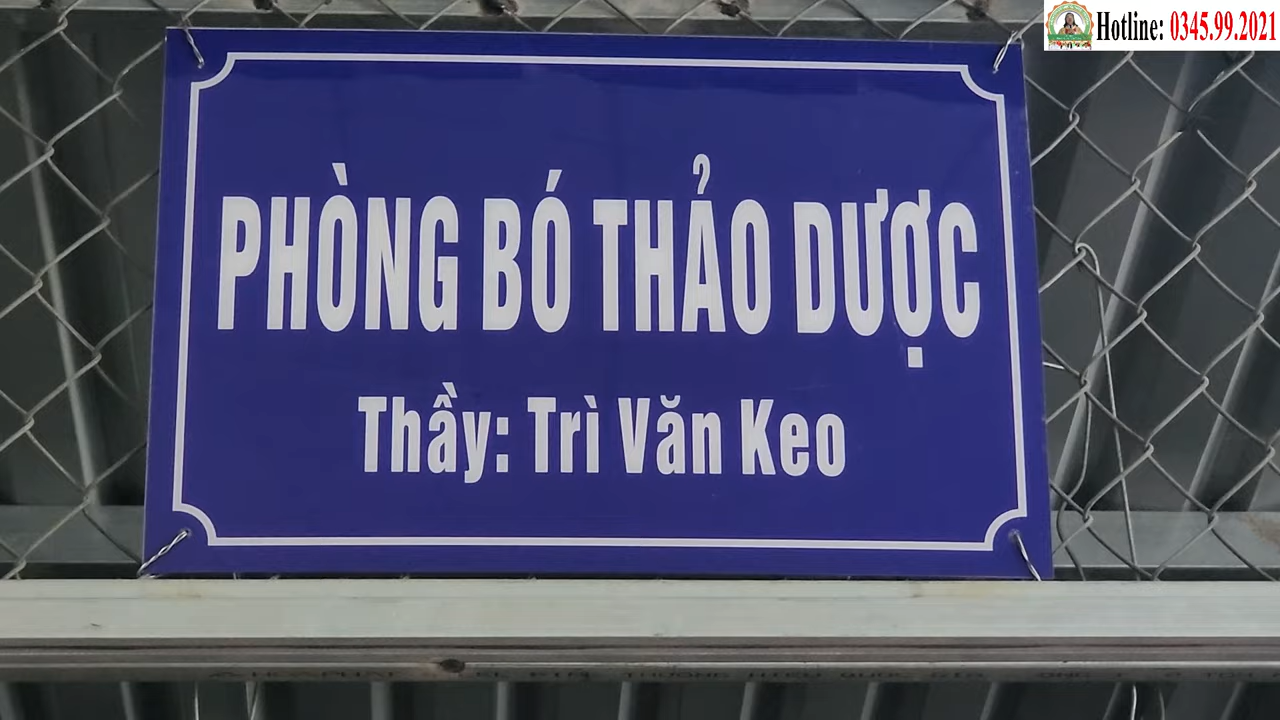 Hotline: 0345.99.2021
PHÒNG BÓ THẢO DƯỢC
Thầy: Trì Văn Keo